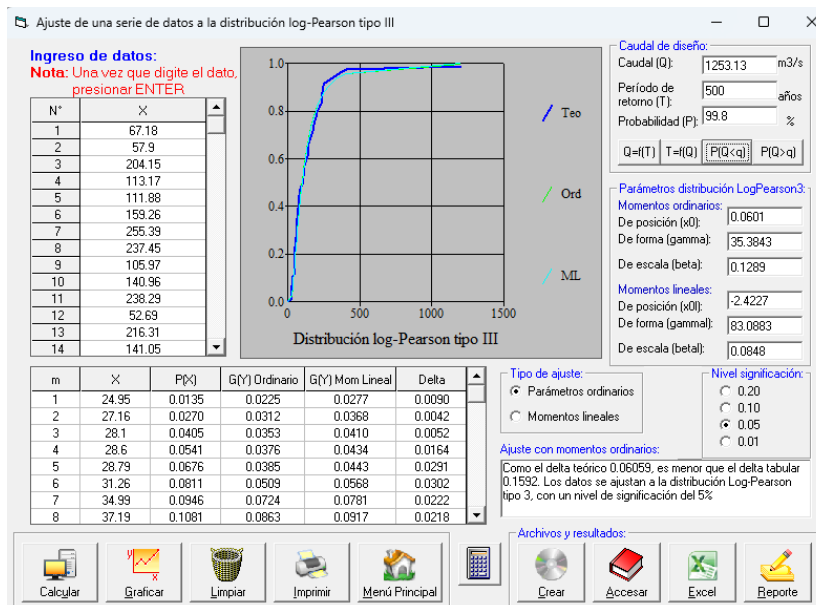 Ajuste de una serie de datos a la distribución log-Pearson tipo III
Ingreso de datos:
Nota: Una vez que digite el dato,
presionar ENTER
N° X
1 67.18
2 57.9
3 204.15
4 113.17
5 111.88
6 159.26
7 255.39
8 237.45
9 105.97
10 140.96
11 238.29
12 52.69
13 216.31
14 141.05
1.0
0.8
0.6
0.4
0.2
0.0
0 500 1000 1500
Distribución log-Pearson tipo III
Teo
Ord
ML
Caudal de diseño:
Caudal (Q): 1253.13 m3/s
Período de
retorno (T): 500 años
Probabilidad (P): 99.8 %
Q=f(T) T=f(Q) P(Q<q) P(Q>q)
Parámetros distribución LogPearson3:
Momentos ordinarios:
De posición (x0): 0.0601
De forma (gamma): 35.3843
De escala (beta): 0.1289
Momentos lineales:
De posición (x0l): -2.4227
De forma (gammal): 83.0883
De escala (betal): 0.0848
m X P(X) G(Y) Ordinario G(Y) Mom Lineal Delta
1 24.95 0.0135 0.0225 0.0277 0.0090
2 27.16 0.0270 0.0312 0.0368 0.0042
3 28.1 0.0405 0.0353 0.0410 0.0052
4 28.6 0.0541 0.0376 0.0434 0.0164
5 28.79 0.0676 0.0385 0.0443 0.0291
6 31.26 0.0811 0.0509 0.0568 0.0302
7 34.99 0.0946 0.0724 0.0781 0.0222
8 37.19 0.1081 0.0863 0.0917 0.0218
Tipo de ajuste:
Parámetros ordinarios
Momentos lineales
Nivel significación:
0.20
0.10
0.05
0.01
Ajuste con momentos ordinarios:
Como el delta teórico 0.06059, es menor que el delta tabular
0.1592. Los datos se ajustan a la distribución Log-Pearson
tipo 3, con un nivel de significación del 5%
Calcular Graficar Limpiar Imprimir Menú Principal
Archivos y resultados:
Crear Accesar Excel Reporte